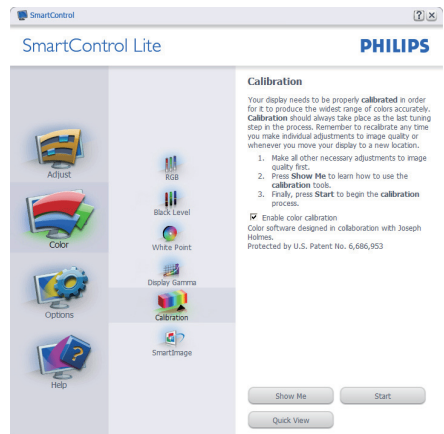 SmartControl
SmartControl Lite
PHILIPS
Adjust
Color
Options
Help
RGB
Black Level
White Point
Display Gamma
Calibration
SmartImage
Calibration
Your display needs to be properly calibrated in order
for it to produce the widest range of colors accurately.
Calibration should always take place as the last tuning
step in the process. Remember to recalibrate any time
you make individual adjustments to image quality or
whenever you move your display to a new location.
1. Make all other necessary adjustments to image
quality first.
2. Press Show Me to learn how to use the
calibration tools.
3. Finally, press Start to begin the calibration
process.
Enable color calibration
Color software designed in collaboration with Joseph
Holmes.
Protected by U.S. Patent No. 6,686,953
Show Me
Start
Quick View